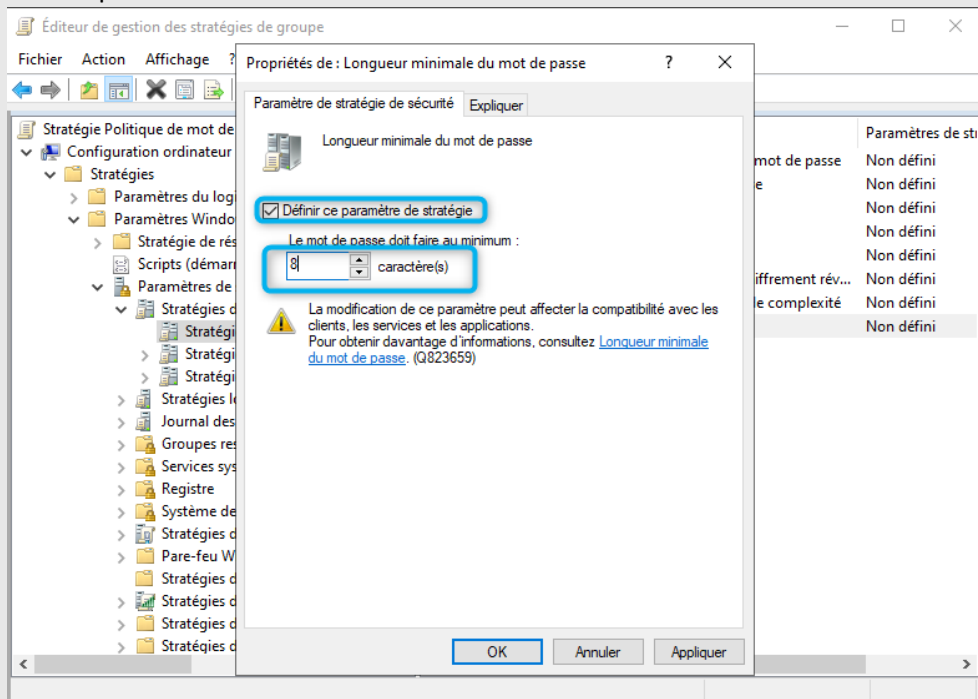 Éditeur de gestion des stratégies de groupe
Fichier Action Affichage ?
Propriétés de : Longueur minimale du mot de passe ? 
Paramètre de stratégie de sécurité Expliquer
Longueur minimale du mot de passe
Définir ce paramètre de stratégie
Le mot de passe doit faire au minimum :
8 caractère(s)
La modification de ce paramètre peut affecter la compatibilité avec les
clients, les services et les applications.
Pour obtenir davantage d'informations, consultez Longueur minimale
du mot de passe. (Q823659)
OK Annuler Appliquer
Stratégie Politique de mot de
Configuration ordinateur
Stratégies
Paramètres du logi
Paramètres Windo
Stratégie de rés
Scripts (démarr
Paramètres de
Stratégies d
Stratégi
Stratégi
Stratégi
Stratégies l
Journal des
Groupes res
Services sys
Registre
Système de
Stratégies d
Pare-feu W
Stratégies d
Stratégies d
Stratégies d
Stratégies d
Paramètres de stra
mot de passe Non défini
e Non défini
Non défini
Non défini
Non défini
iffrement rév... Non défini
le complexité Non défini
Non défini